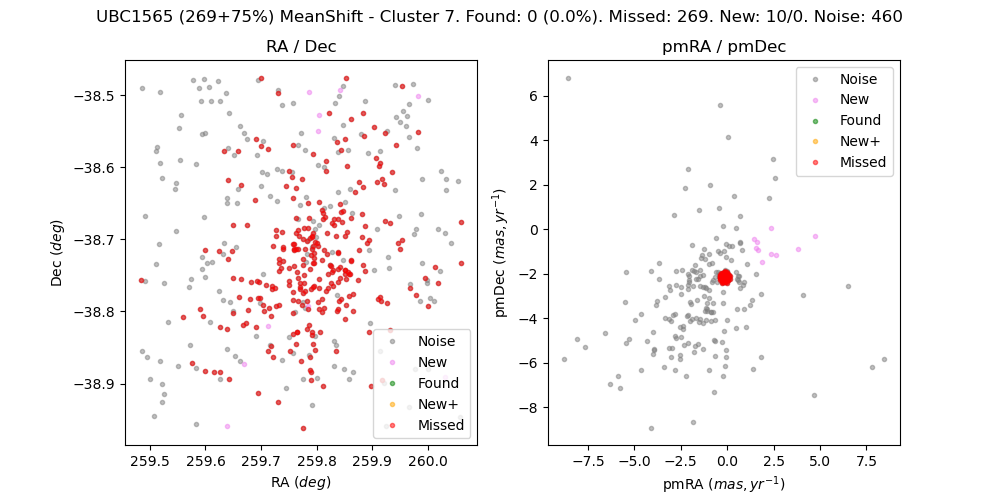 UBC1565 (269+75%) MeanShift - Cluster 7. Found: 0 (0.0%). Missed: 269. New: 10/0. Noise: 460
RA / Dec
pmRA / pmDec
−38.5
−38.6
−38.7
−38.8
−38.9
Dec (deg)
259.5 259.6 259.7 259.8 259.9 260.0
RA (deg)
Noise
New
Found
New+
Missed
6
4
2
0
−2
−4
−6
−8
pmDec (mas, yr⁻¹)
−7.5 −5.0 −2.5 0.0 2.5 5.0 7.5
pmRA (mas, yr⁻¹)
Noise
New
Found
New+
Missed